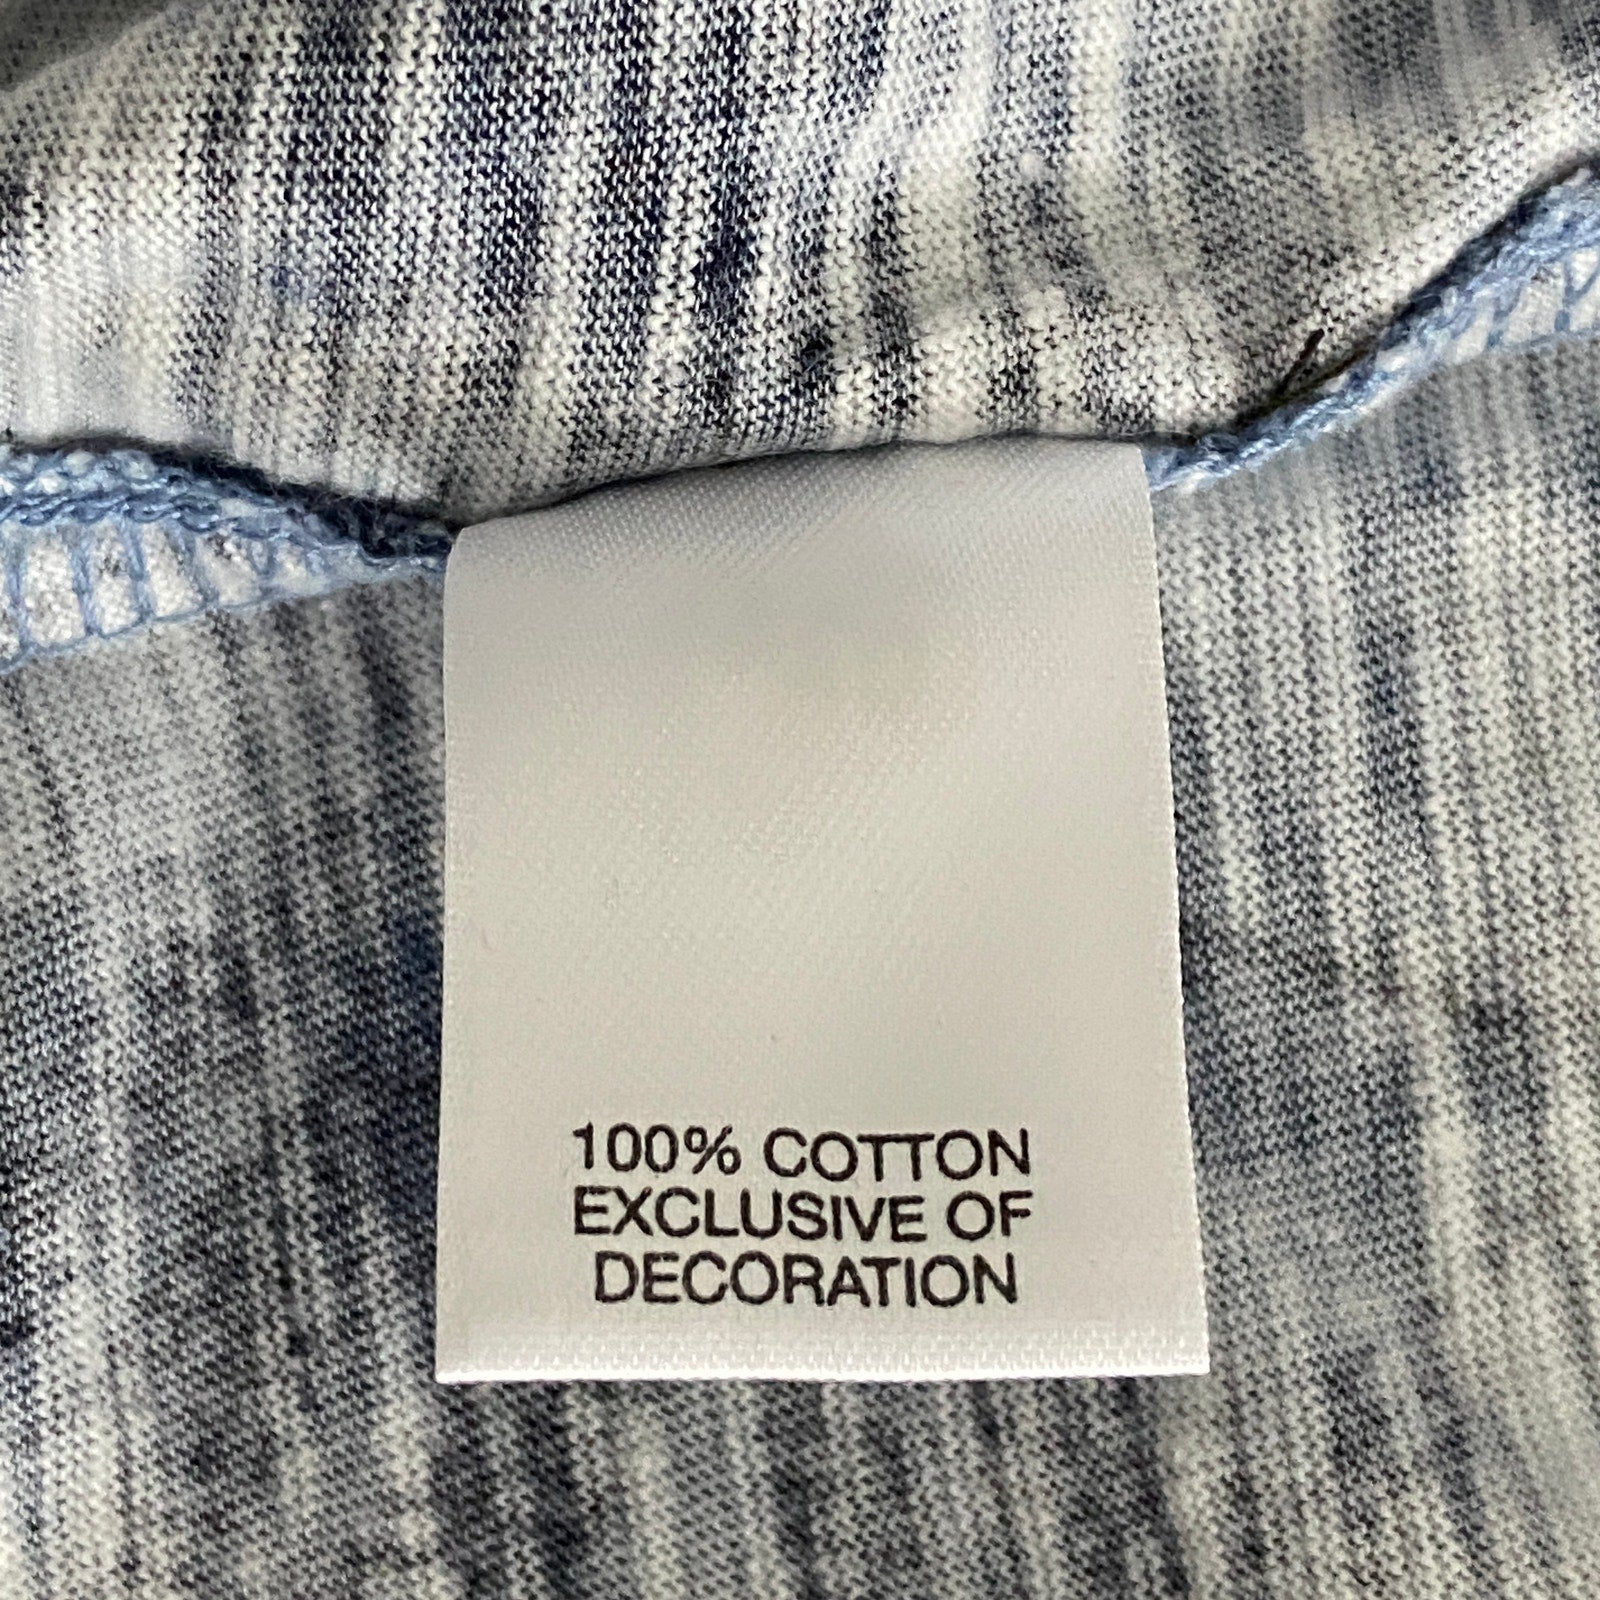 100% COTTON
EXCLUSIVE OF
DECORATION